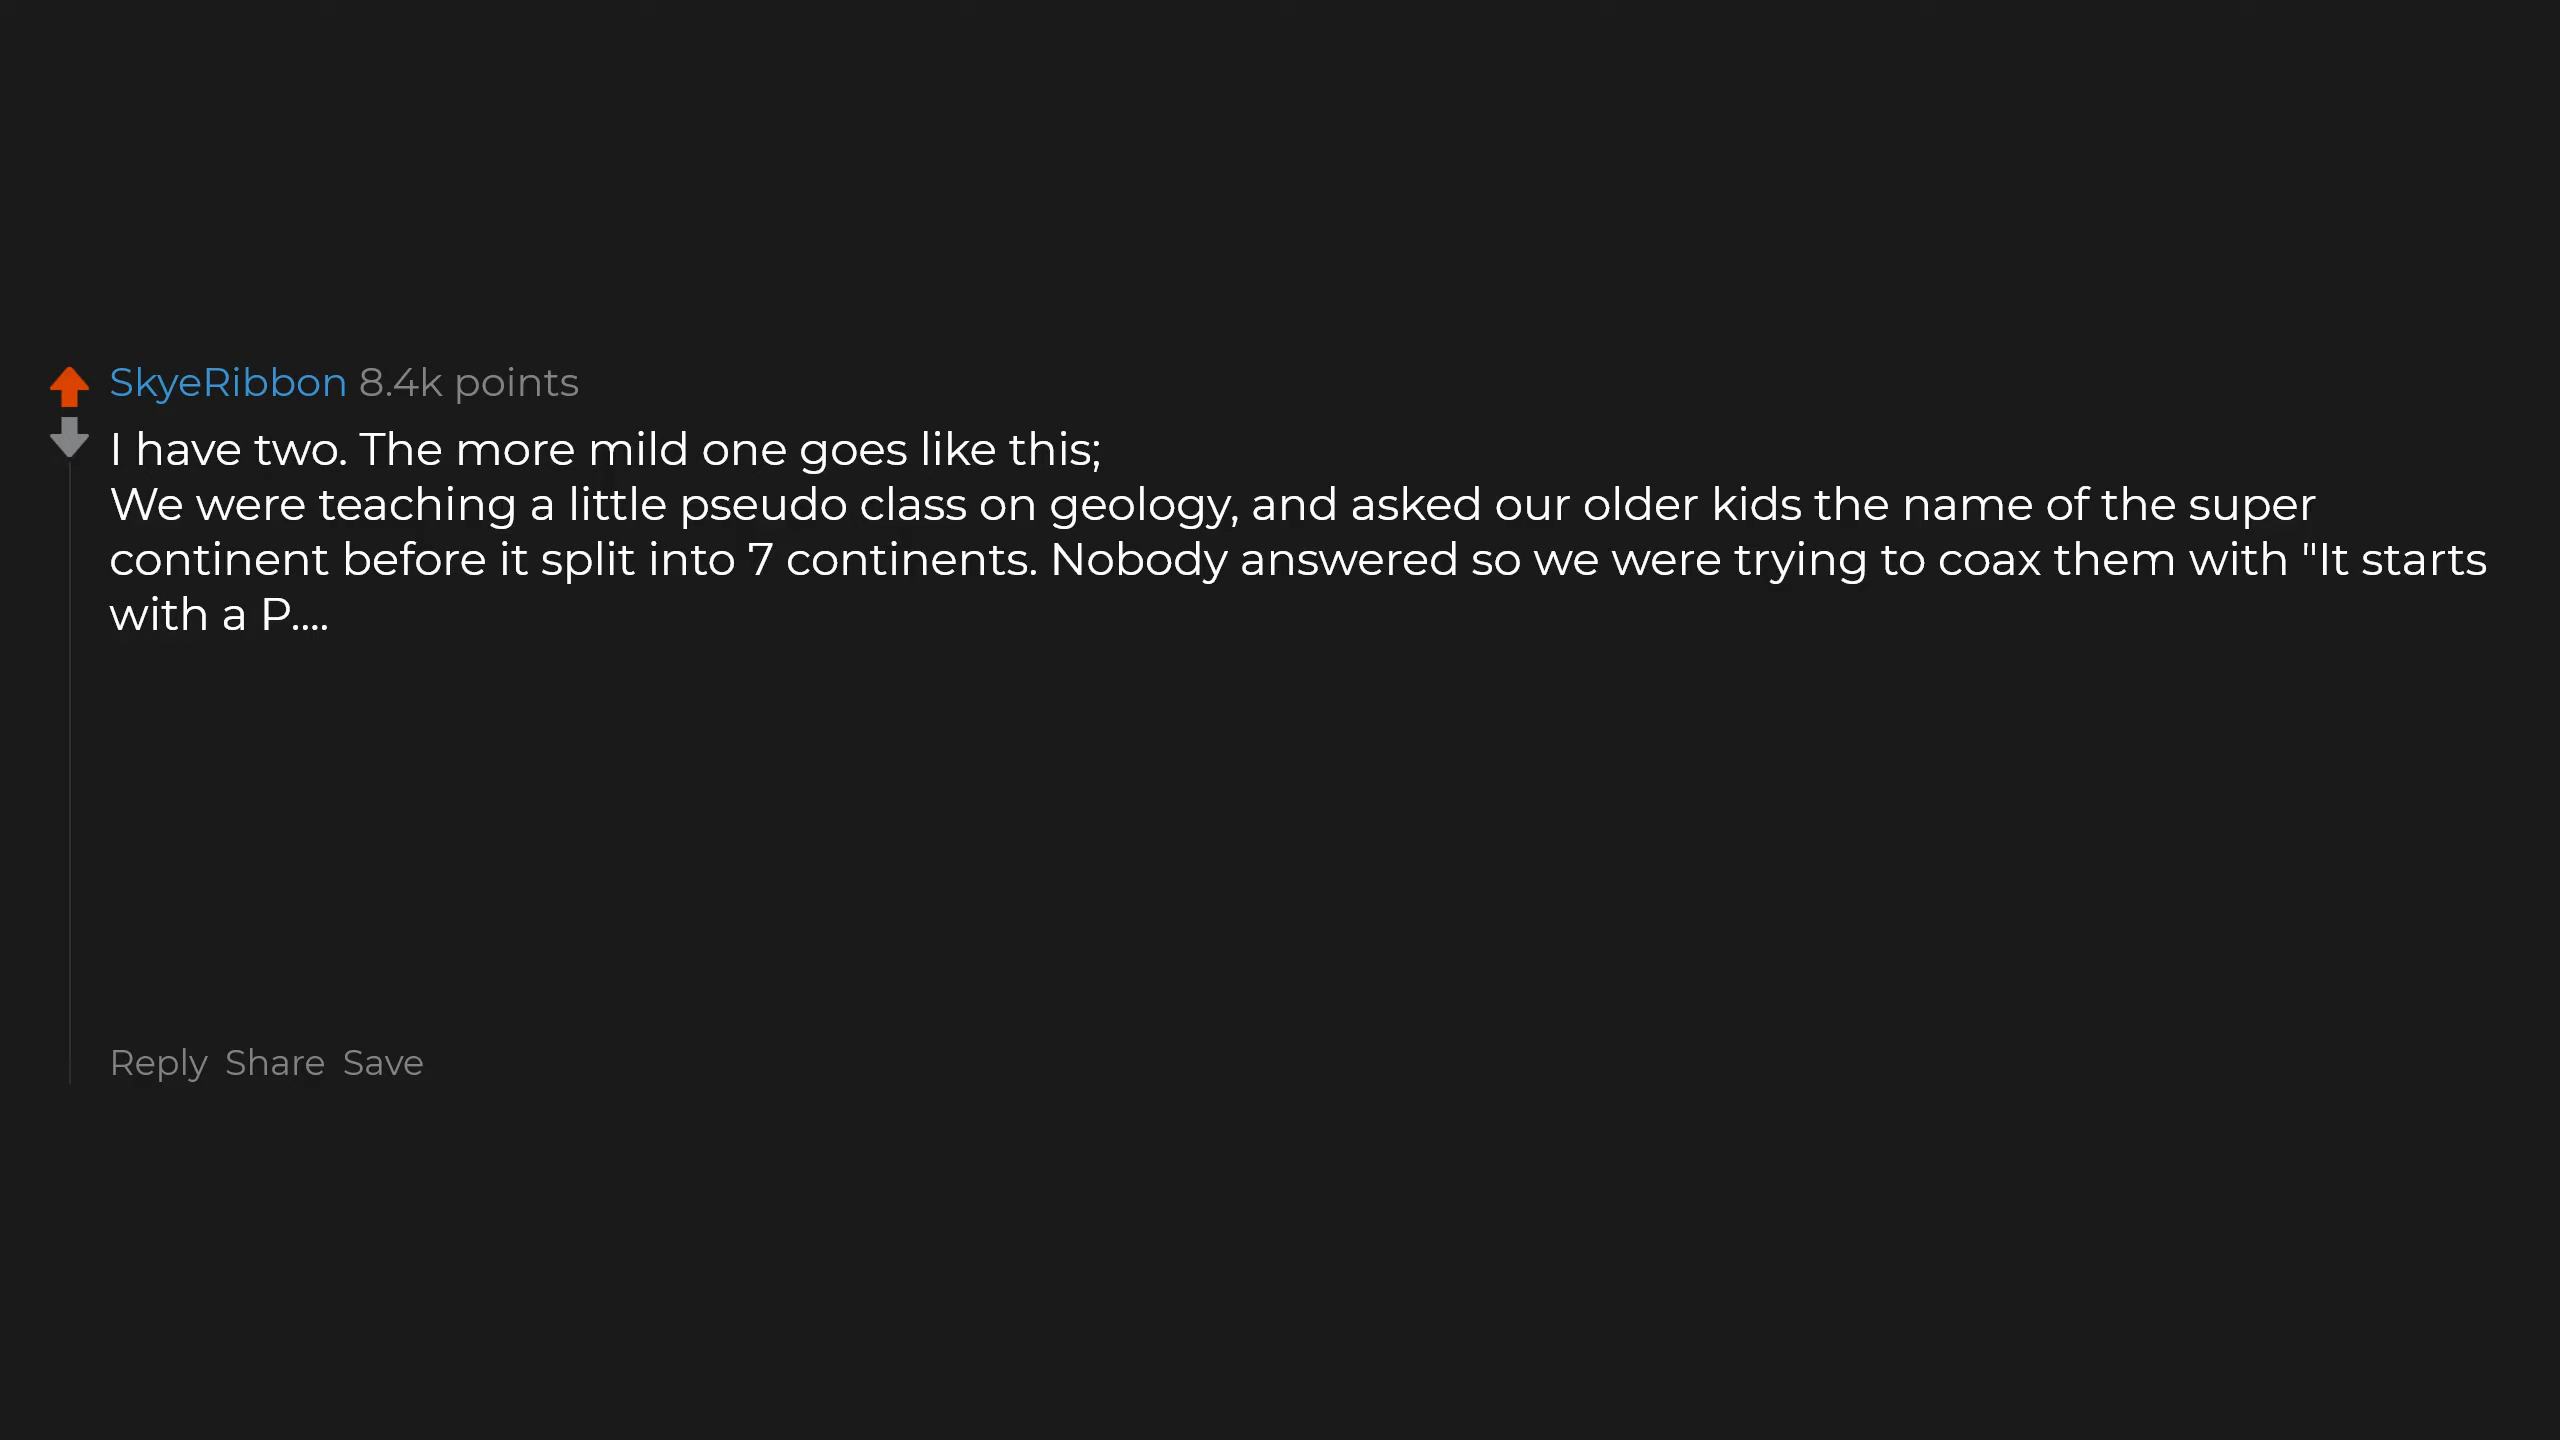 SkyeRibbon 8.4k points
I have two. The more mild one goes like this;
We were teaching a little pseudo class on geology, and asked our older kids the name of the super
continent before it split into 7 continents. Nobody answered so we were trying to coax them with "It starts
with a P....
Reply Share Save